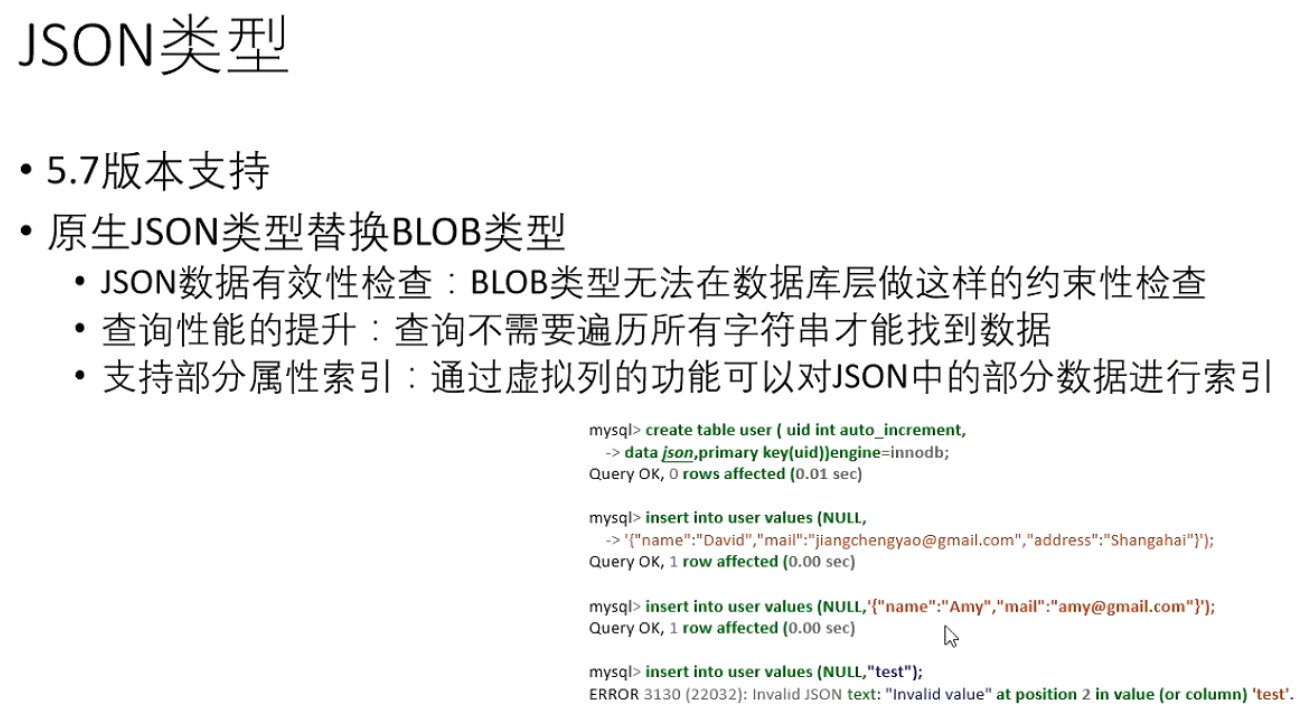 JSON类型
• 5.7版本支持
• 原生JSON类型替换BLOB类型
• JSON数据有效性检查：BLOB类型无法在数据库层做这样的约束性检查
• 查询性能的提升：查询不需要遍历所有字符串才能找到数据
• 支持部分属性索引：通过虚拟列的功能可以对JSON中的部分数据进行索引
mysql> create table user ( uid int auto_increment,
-> data json,primary key(uid))engine=innodb;
Query OK, 0 rows affected (0.01 sec)
mysql> insert into user values (NULL,
-> '{"name":"David","mail":"jiangchengyao@gmail.com","address":"Shangahai"}');
Query OK, 1 row affected (0.00 sec)
mysql> insert into user values (NULL,'{"name":"Amy","mail":"amy@gmail.com"}');
Query OK, 1 row affected (0.00 sec)
mysql> insert into user values (NULL,"test");
ERROR 3130 (22032): Invalid JSON text: "Invalid value" at position 2 in value (or column) 'test'.